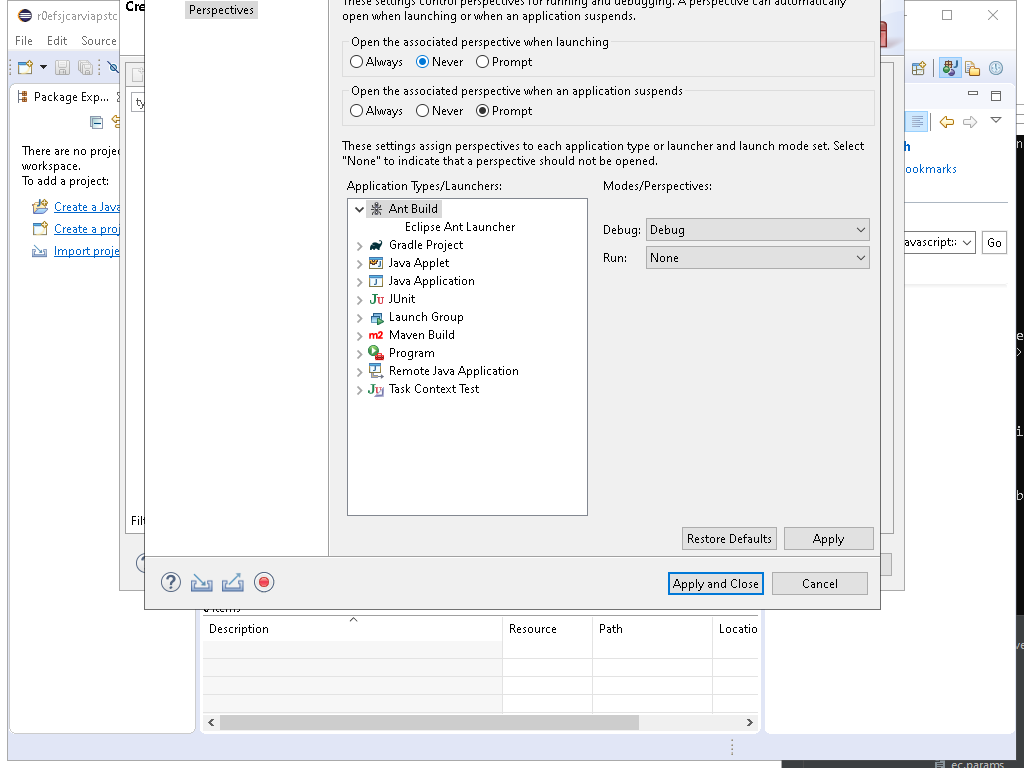 r0efsjcarviapstc
File Edit Source
Package Exp...
There are no proje
workspace.
To add a project:
Create a Java
Create a proj
Import proje
Cre
ty
Filt
Perspectives
These settings control perspectives for running and debugging. A perspective can automatically
open when launching or when an application suspends.
Open the associated perspective when launching
Always Never Prompt
Open the associated perspective when an application suspends
Always Never Prompt
These settings assign perspectives to each application type or launcher and launch mode set. Select
"None" to indicate that a perspective should not be opened.
Application Types/Launchers:
Ant Build
Eclipse Ant Launcher
Gradle Project
Java Applet
Java Application
JUnit
Launch Group
Maven Build
Program
Remote Java Application
Task Context Test
Modes/Perspectives:
Debug: Debug
Run: None
Restore Defaults Apply
Apply and Close Cancel
h
ookmarks
avascript: Go
Description Resource Path Locatio
ec.params